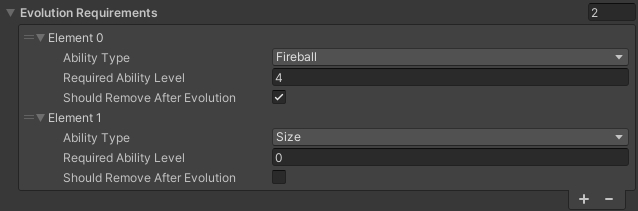 Evolution Requirements 2
Element 0
Ability Type Fireball
Required Ability Level 4
Should Remove After Evolution
Element 1
Ability Type Size
Required Ability Level 0
Should Remove After Evolution
+ −